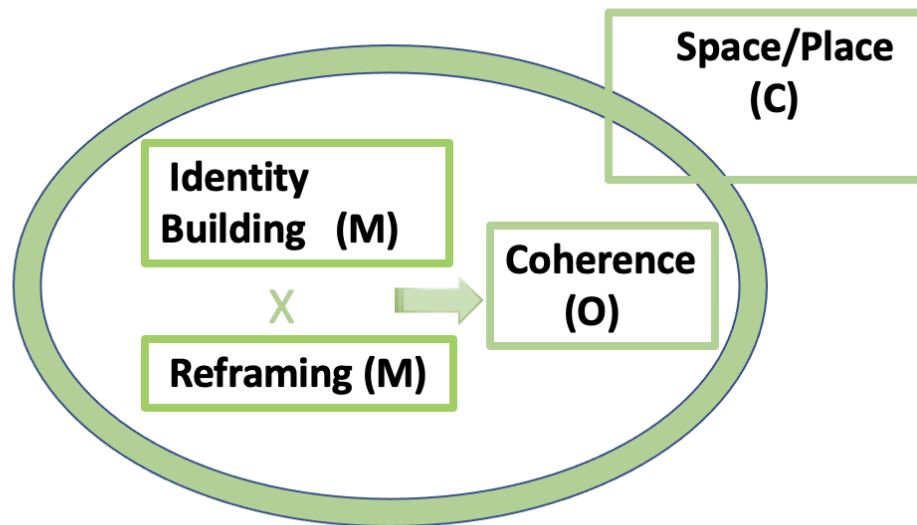 Space/Place
(C)
Identity
Building (M)
Coherence
(O)
X
Reframing (M)